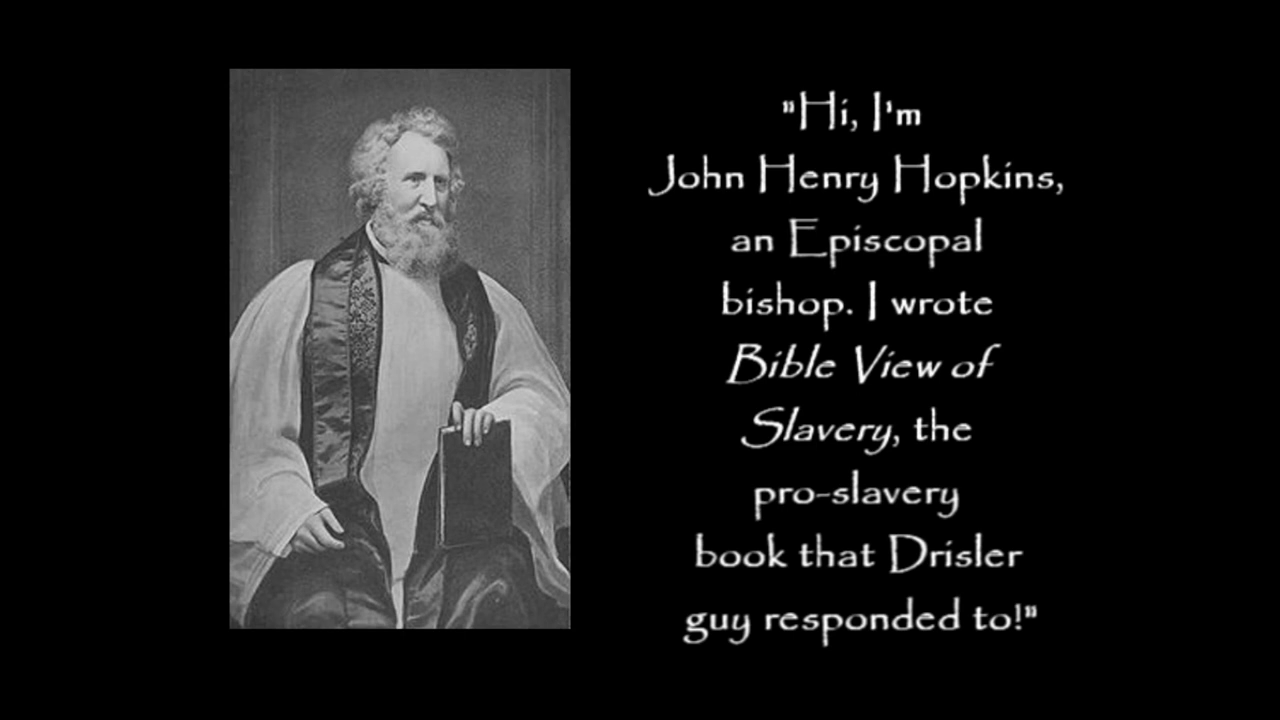 "Hi, I'm
John Henry Hopkins,
an Episcopal
bishop. I wrote
Bible View of
Slavery, the
pro-slavery
book that Drisler
guy responded to!"